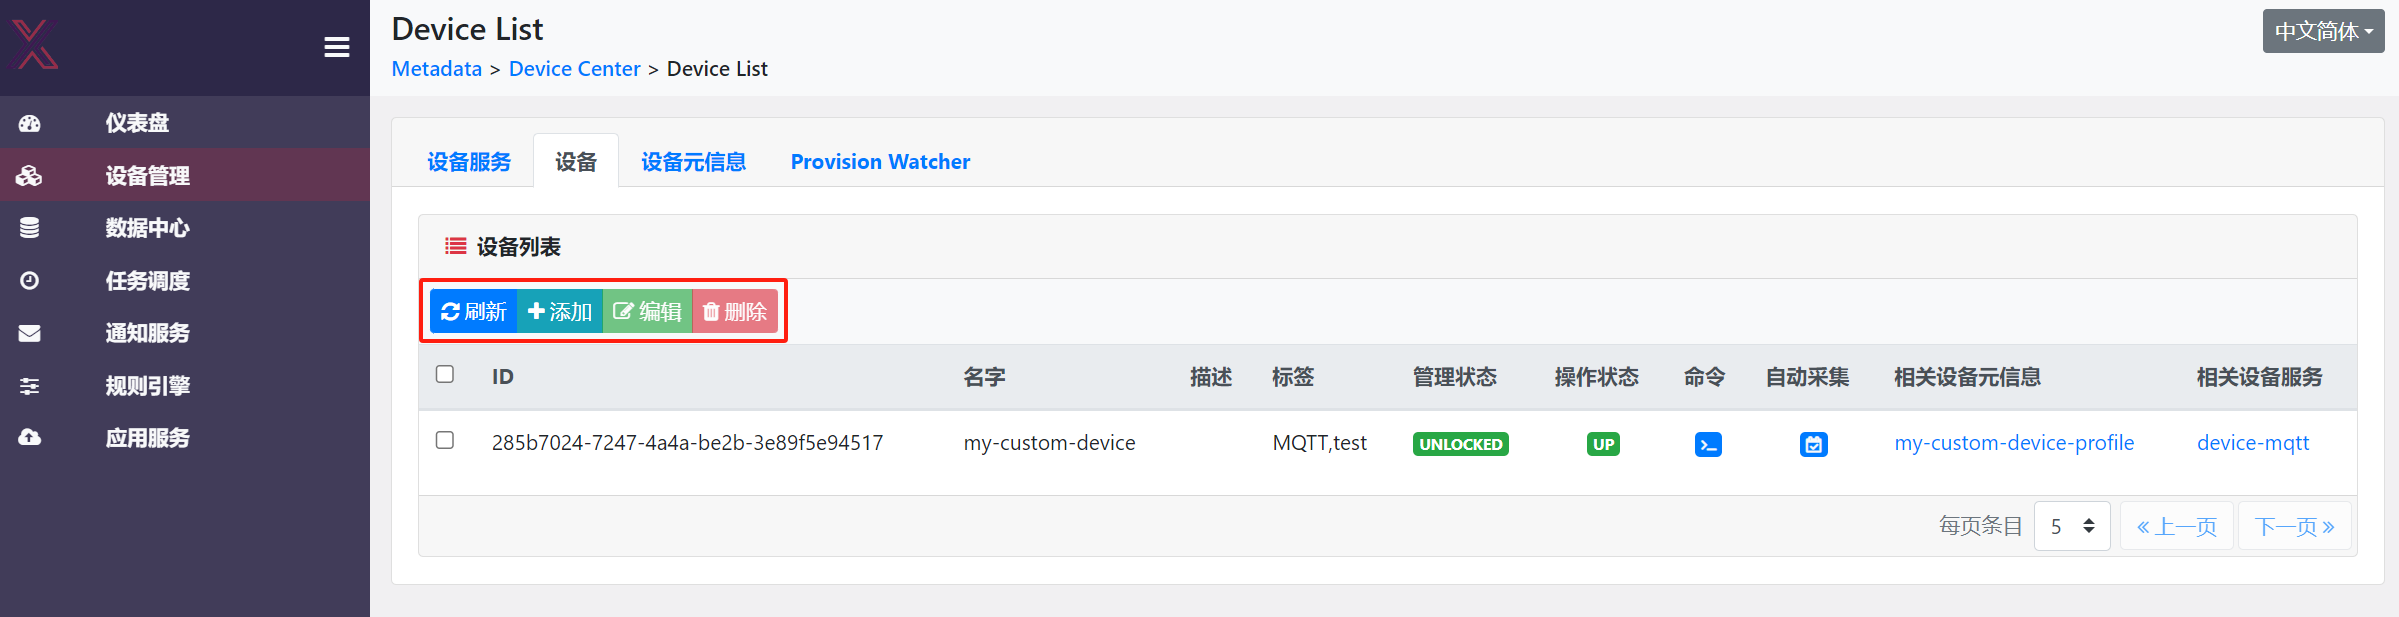 Device List
中文简体
Metadata > Device Center > Device List
仪表盘
设备管理
数据中心
任务调度
通知服务
规则引擎
应用服务
设备服务 设备 设备元信息 Provision Watcher
设备列表
刷新 添加 编辑 删除
ID 名字 描述 标签 管理状态 操作状态 命令 自动采集 相关设备元信息 相关设备服务
285b7024-7247-4a4a-be2b-3e89f5e94517 my-custom-device MQTT,test UNLOCKED UP my-custom-device-profile device-mqtt
每页条目 5 « 上一页 下一页 »